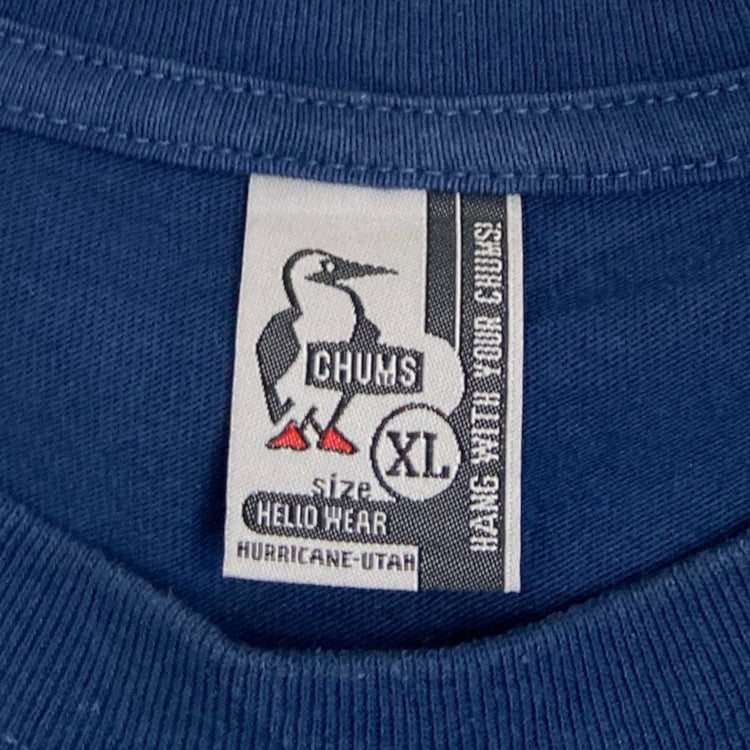 CHUMS
XL
size
HELLO WEAR
HURRICANE-UTAH
HANG WITH YOUR CHUMS!